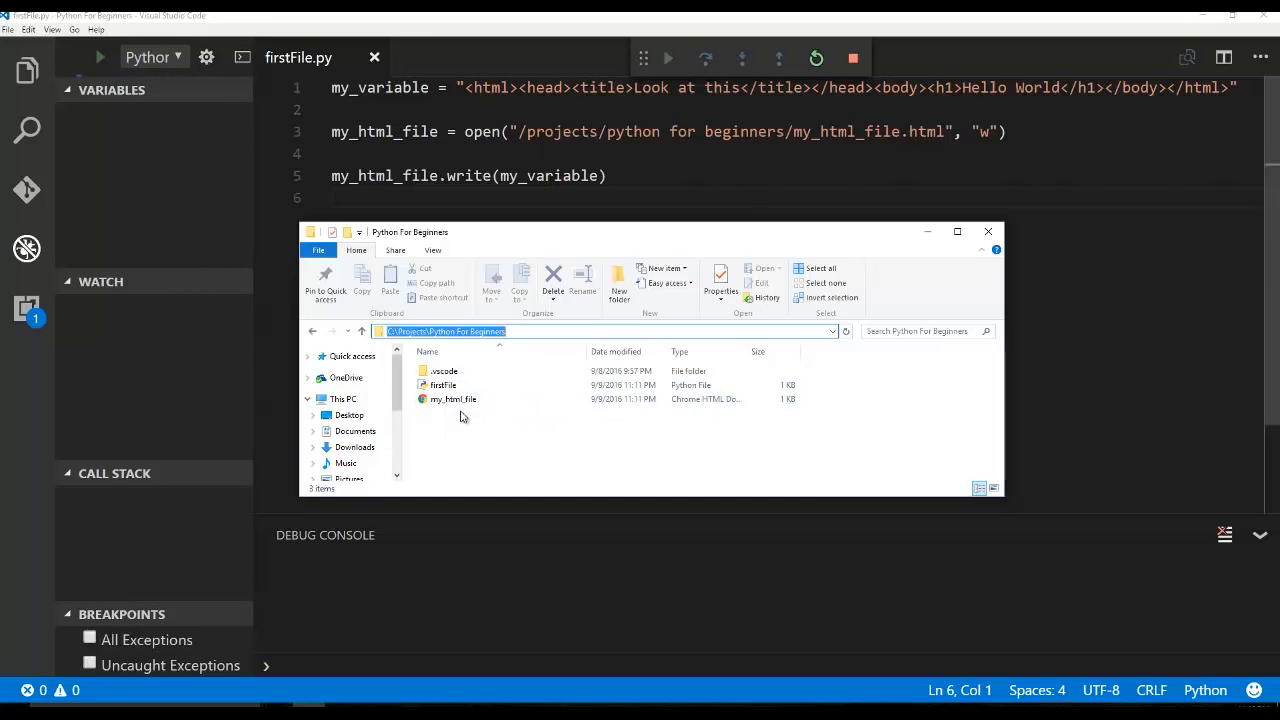 firstFile.py - Python For Beginners - Visual Studio Code
File Edit View Go Help
Python
firstFile.py
VARIABLES
WATCH
CALL STACK
BREAKPOINTS
All Exceptions
Uncaught Exceptions
1 my_variable = "<html><head><title>Look at this</title></head><body><h1>Hello World</h1></body></html>"
2
3 my_html_file = open("/projects/python for beginners/my_html_file.html", "w")
4
5 my_html_file.write(my_variable)
6
Python For Beginners
File Home Share View
Pin to Quick access
Copy
Paste
Cut
Copy path
Paste shortcut
Clipboard
Move to
Copy to
Delete
Rename
Organize
New folder
New item
Easy access
New
Properties
Open
Edit
History
Open
Select all
Select none
Invert selection
Select
C:\Projects\Python For Beginners
Search Python For Beginners
Quick access
OneDrive
This PC
Desktop
Documents
Downloads
Music
Pictures
Name Date modified Type Size
.vscode 9/8/2016 9:57 PM File folder
firstFile 9/9/2016 11:11 PM Python File 1 KB
my_html_file 9/9/2016 11:11 PM Chrome HTML Do... 1 KB
3 items
DEBUG CONSOLE
1
0 0
Ln 6, Col 1 Spaces: 4 UTF-8 CRLF Python